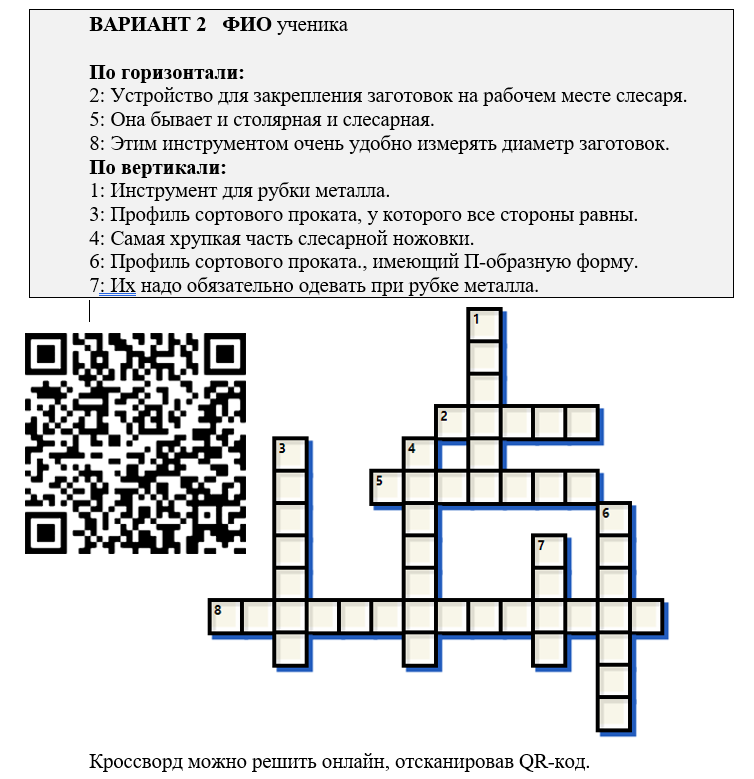 ВАРИАНТ 2 ФИО ученика
По горизонтали:
2: Устройство для закрепления заготовок на рабочем месте слесаря.
5: Она бывает и столярная и слесарная.
8: Этим инструментом очень удобно измерять диаметр заготовок.
По вертикали:
1: Инструмент для рубки металла.
3: Профиль сортового проката, у которого все стороны равны.
4: Самая хрупкая часть слесарной ножовки.
6: Профиль сортового проката., имеющий П-образную форму.
7: Их надо обязательно одевать при рубке металла.
1
2
3
4
5
6
7
8
Кроссворд можно решить онлайн, отсканировав QR-код.